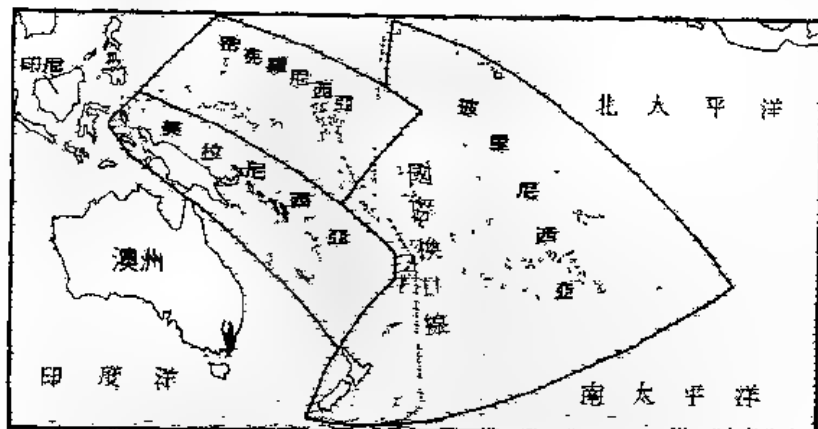 印尼
密克羅尼西亞
玻里尼西亞
北太平洋
美拉尼西亞
國際換日線
澳洲
印度洋
南太平洋